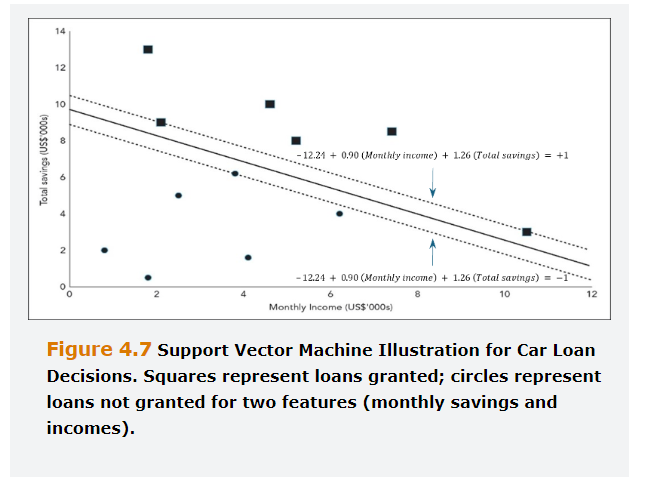 14
12
10
8
6
4
2
0
Total savings (US$'000s)
-12.24 + 0.90 (Monthly income) + 1.26 (Total savings) = +1
-12.24 + 0.90 (Monthly income) + 1.26 (Total savings) = -1
0 2 4 6 8 10 12
Monthly Income (US$'000s)
Figure 4.7 Support Vector Machine Illustration for Car Loan
Decisions. Squares represent loans granted; circles represent
loans not granted for two features (monthly savings and
incomes).